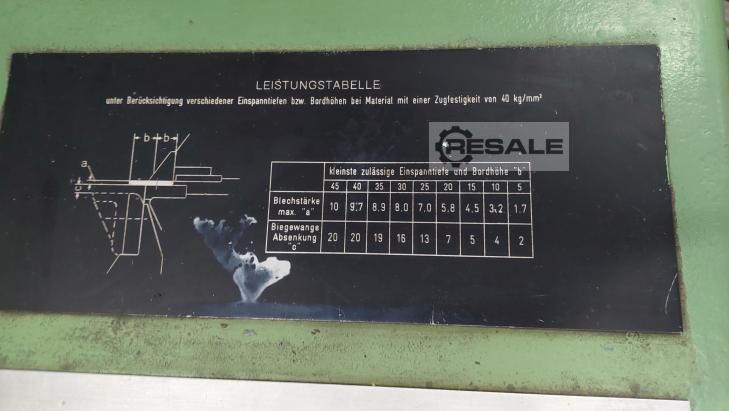 LEISTUNGSTABELLE
unter Berücksichtigung verschiedener Einspanntiefen bzw. Bordhöhen bei Material mit einer Zugfestigkeit von 40 kg/mm²
RESALE
b b
a
c
kleinste zulässige Einspanntiefe und Bordhöhe "b"
45 40 35 30 25 20 15 10 5
Blechstärke max. "a" 10 9.7 8.9 8.0 7.0 5.8 4.5 3.2 1.7
Biegewange Absenkung "c" 20 20 19 16 13 7 5 4 2